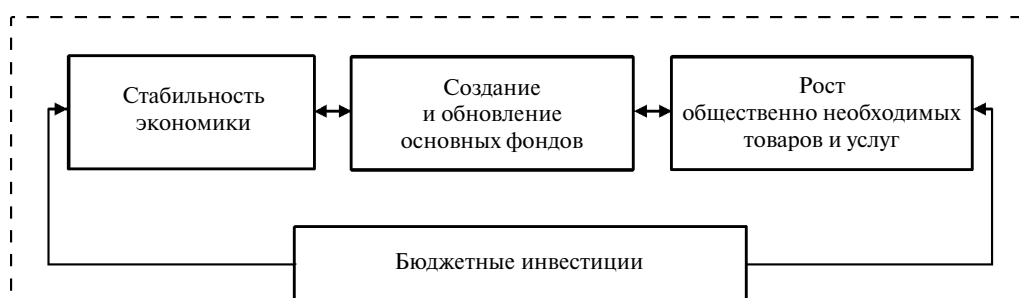 Стабильность
экономики
Создание
и обновление
основных фондов
Рост
общественно необходимых
товаров и услуг
Бюджетные инвестиции